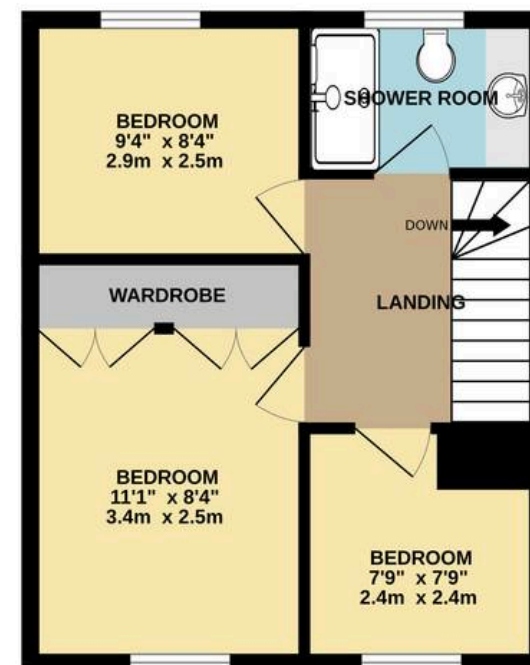 BEDROOM
9'4" x 8'4"
2.9m x 2.5m
SHOWER ROOM
DOWN
WARDROBE
LANDING
BEDROOM
11'1" x 8'4"
3.4m x 2.5m
BEDROOM
7'9" x 7'9"
2.4m x 2.4m